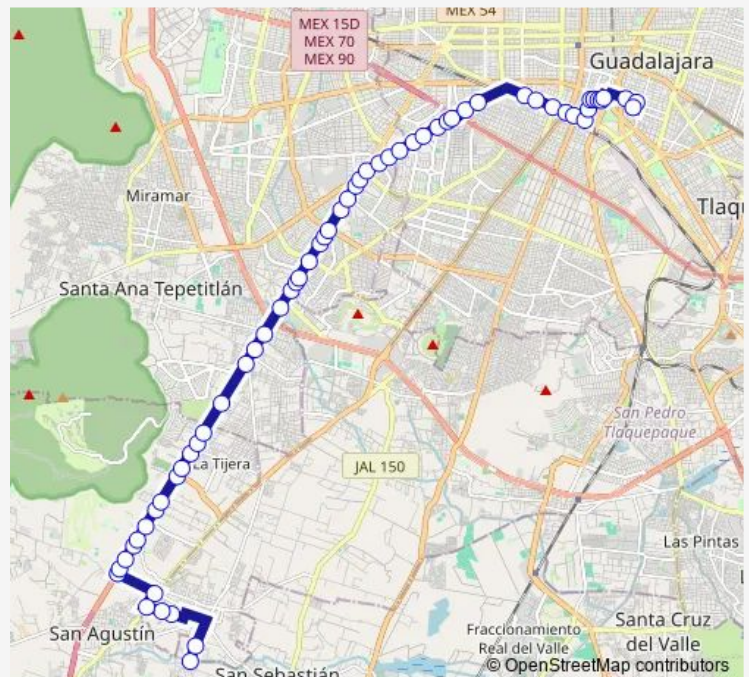 MEX 54
MEX 15D
MEX 70
MEX 90
Guadalajara
Miramar
Tlaqu
Santa Ana Tepetitlán
San Pedro
Tlaquepaque
La Tijera
JAL 150
Las Pintas
San Agustín
Fraccionamiento
Real del Valle
Santa Cruz
del Valle
San Sebastián
© OpenStreetMap contributors